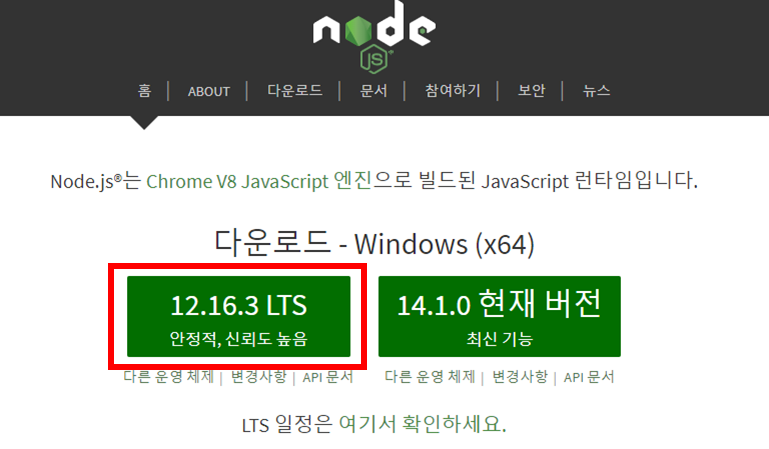 node
JS
홈 | ABOUT | 다운로드 | 문서 | 참여하기 | 보안 | 뉴스
Node.js®는 Chrome V8 JavaScript 엔진으로 빌드된 JavaScript 런타임입니다.
다운로드 - Windows (x64)
12.16.3 LTS
안정적, 신뢰도 높음
다른 운영 체제 | 변경사항 | API 문서
14.1.0 현재 버전
최신 기능
다른 운영 체제 | 변경사항 | API 문서
LTS 일정은 여기서 확인하세요.